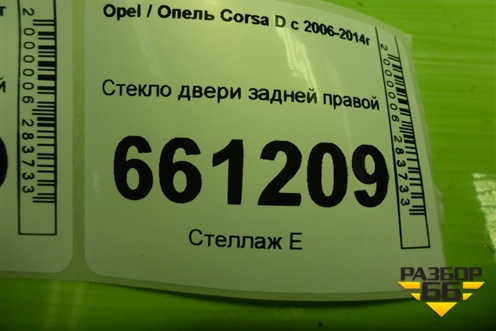 Opel / Опель Corsa D с 2006-2014г
Стекло двери задней правой
661209
Стеллаж Е
2000006283733
2000006283733
РАЗБОР
66